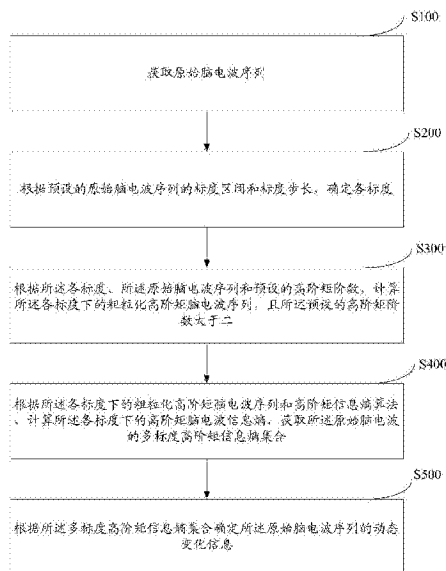 S100
获取原始脑电波序列
S200
根据预设的原始脑电波序列的标度区间和标度步长，确定各标度
S300
根据所述各标度、所述原始脑电波序列和预设的高阶矩阶数，计算
所述各标度下的粗粒化高阶矩脑电波序列，且所述预设的高阶矩阶
数大于二
S400
根据所述各标度下的粗粒化高阶矩脑电波序列和高阶矩信息熵算法
、计算所述各标度下的高阶矩脑电波信息熵，获取所述原始脑电波
的多标度高阶矩信息熵集合
S500
根据所述多标度高阶矩信息熵集合确定所述原始脑电波序列的动态
变化信息